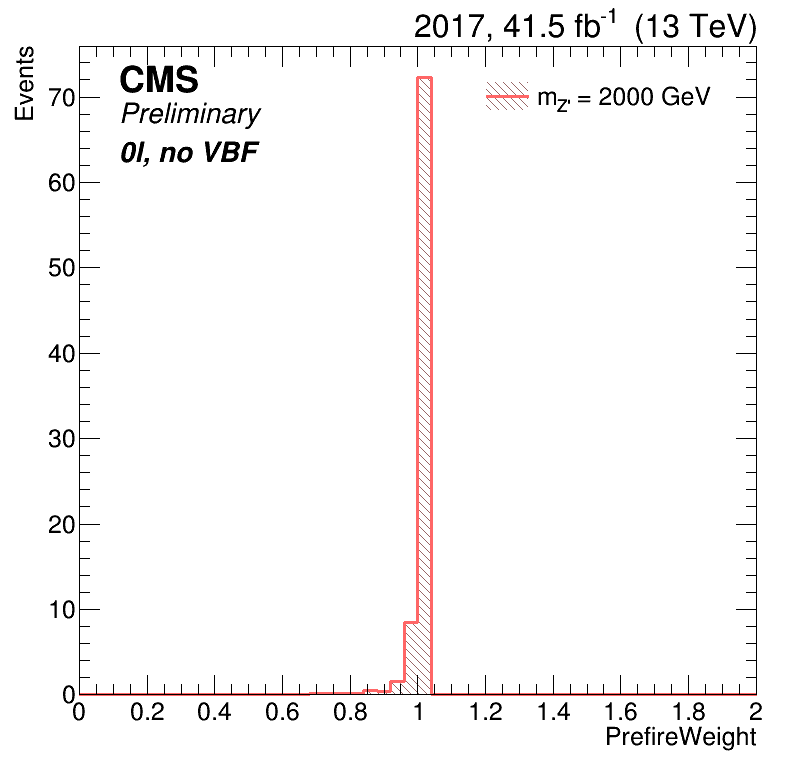 2017, 41.5 fb⁻¹ (13 TeV)
Events
CMS
Preliminary
0l, no VBF
m_Z' = 2000 GeV
70
60
50
40
30
20
10
0
0 0.2 0.4 0.6 0.8 1 1.2 1.4 1.6 1.8 2
PrefireWeight